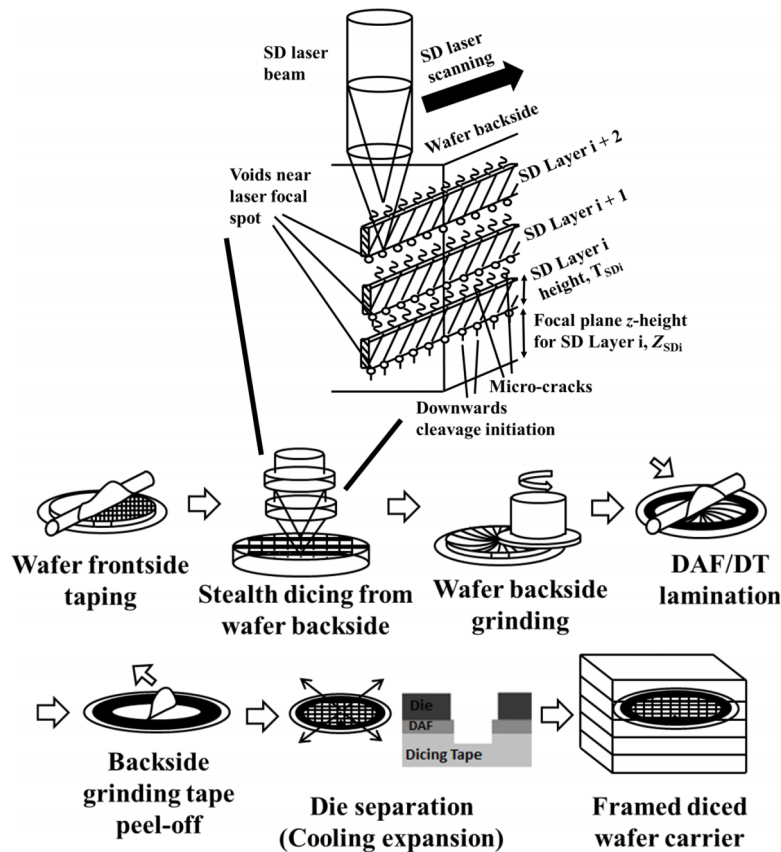 SD laser
beam
SD laser
scanning
Wafer backside
Voids near
laser focal
spot
SD Layer i + 2
SD Layer i + 1
SD Layer i
height, T_SDi
Focal plane z-height
for SD Layer i, Z_SDi
Micro-cracks
Downwards
cleavage initiation
Wafer frontside
taping
Stealth dicing from
wafer backside
Wafer backside
grinding
DAF/DT
lamination
Backside
grinding tape
peel-off
Die
DAF
Dicing Tape
Die separation
(Cooling expansion)
Framed diced
wafer carrier